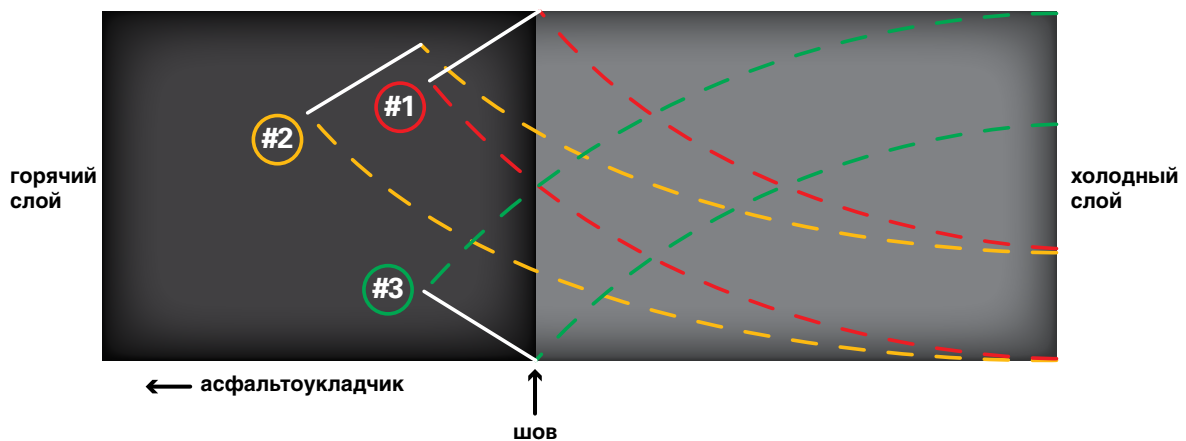 #1
#2
горячий
слой
холодный
слой
#3
асфальтоукладчик
шов